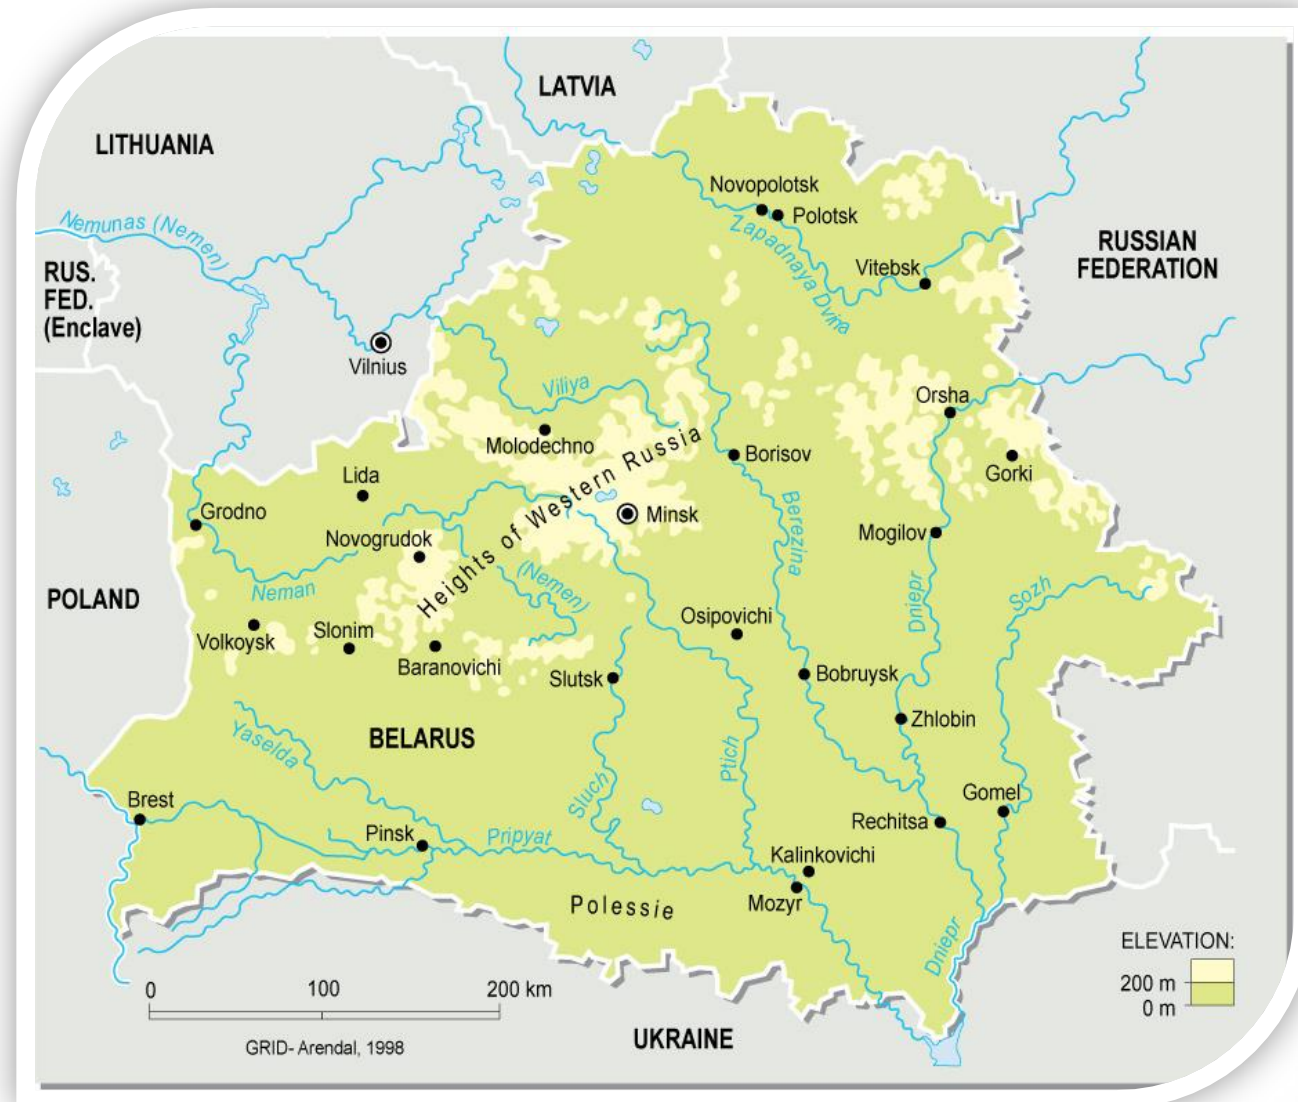 LATVIA
LITHUANIA
Novopolotsk
Polotsk
Nemunas (Nemen)
Zapadnaya Dvina
RUSSIAN
FEDERATION
RUS.
FED.
(Enclave)
Vitebsk
Vilnius
Viliya
Orsha
Molodechno
Heights of Western Russia
Borisov
Gorki
Lida
Grodno
Minsk
Berezina
Novogrudok
Mogilov
Neman
(Nemen)
Dniepr
Sozh
POLAND
Osipovichi
Volkoysk
Slonim
Baranovichi
Slutsk
Bobruysk
Zhlobin
BELARUS
Yaselda
Ptich
Sluch
Brest
Gomel
Pinsk
Pripyat
Rechitsa
Kalinkovichi
Mozyr
Polessie
Dniepr
ELEVATION:
200 m
0 m
0 100 200 km
GRID- Arendal, 1998
UKRAINE